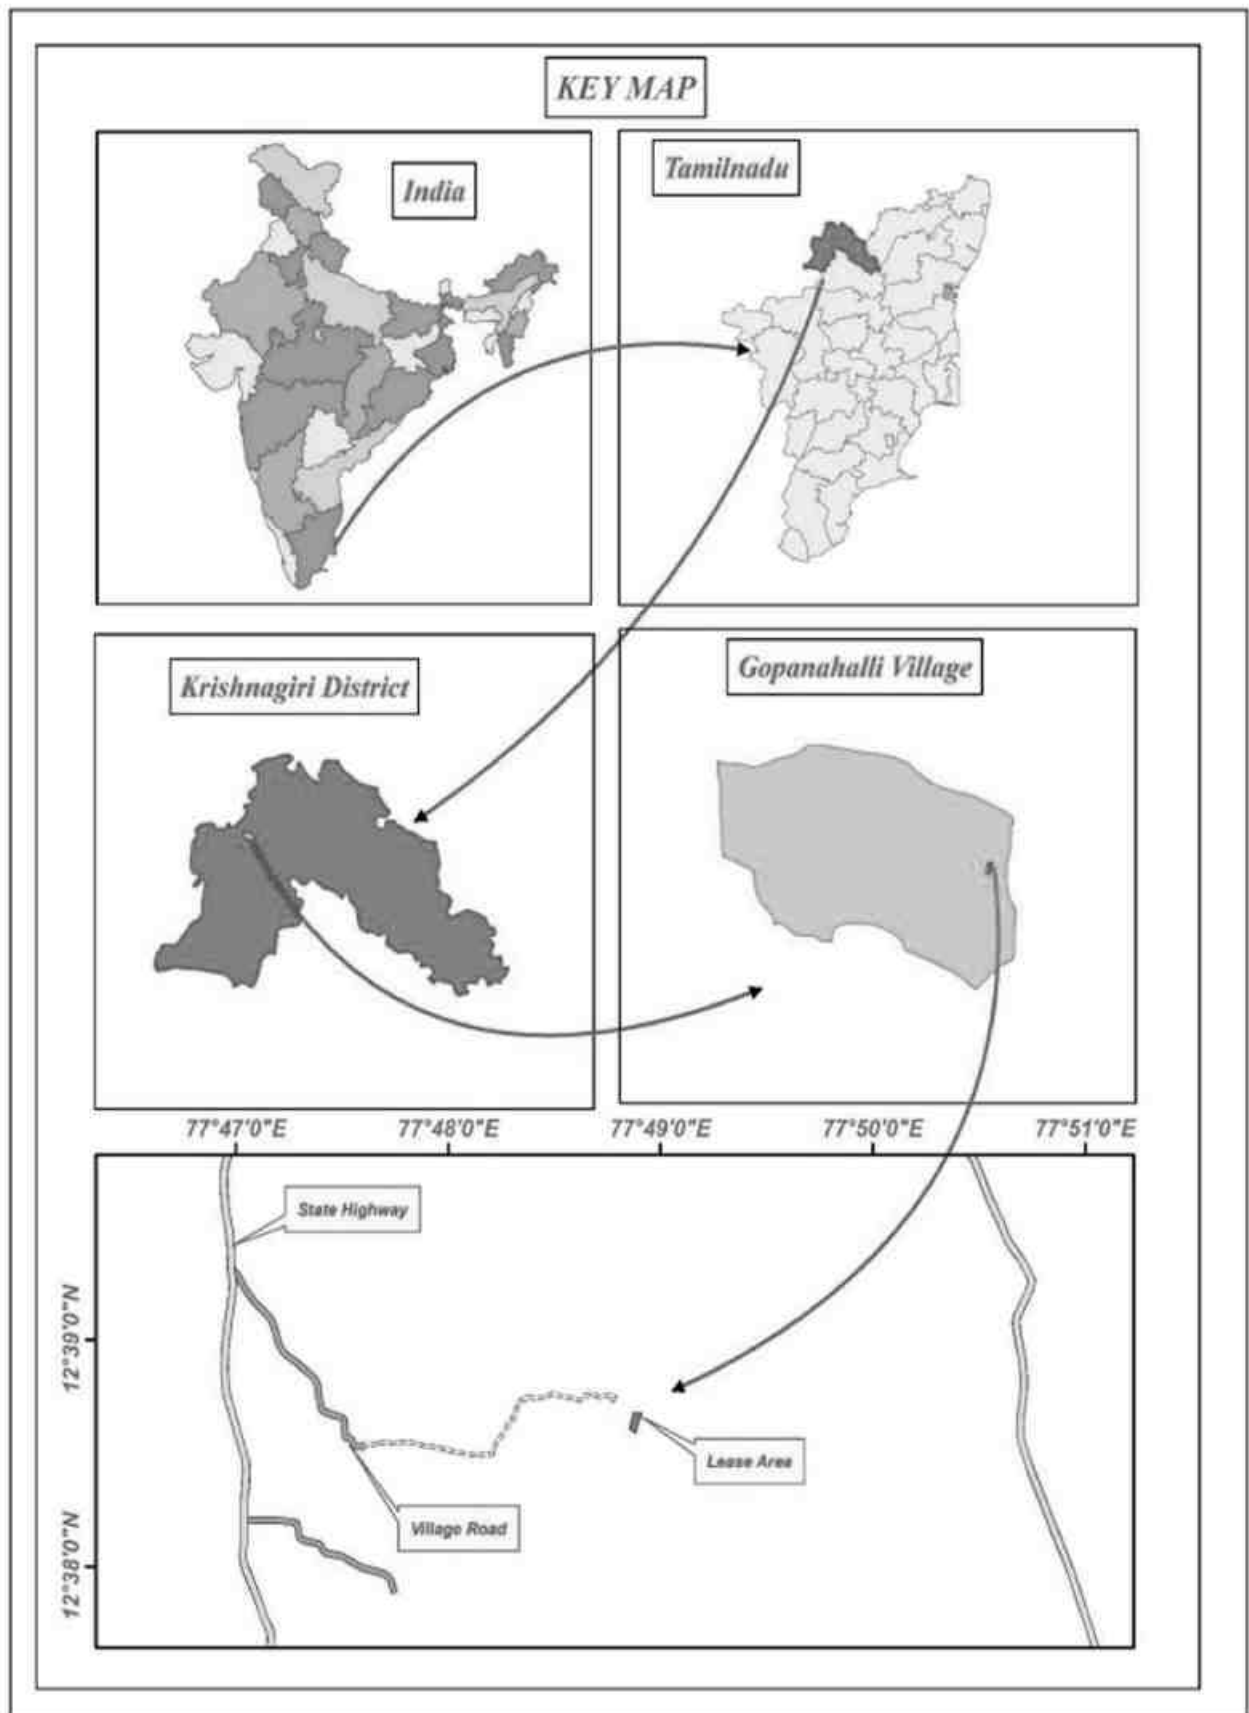 KEY MAP
India
Tamilnadu
Krishnagiri District
Gopanahalli Village
77°47'0"E 77°48'0"E 77°49'0"E 77°50'0"E 77°51'0"E
State Highway
12°39'0"N
Lease Area
Village Road
12°38'0"N